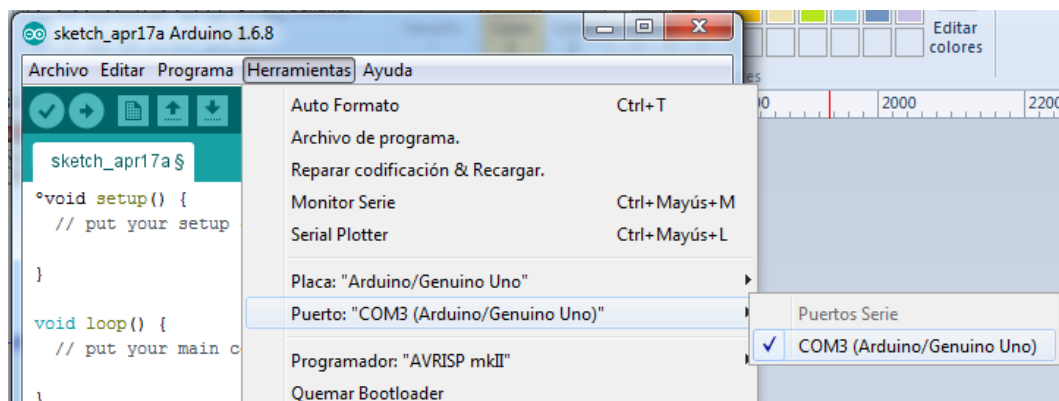 sketch_apr17a Arduino 1.6.8
Editar
colores
Archivo Editar Programa Herramientas Ayuda
2000
2200
sketch_apr17a §
Auto Formato Ctrl+T
Archivo de programa.
Reparar codificación & Recargar.
Monitor Serie Ctrl+Mayús+M
Serial Plotter Ctrl+Mayús+L
Placa: "Arduino/Genuino Uno"
Puerto: "COM3 (Arduino/Genuino Uno)"
Programador: "AVRISP mkII"
Quemar Bootloader
Puertos Serie
COM3 (Arduino/Genuino Uno)
°void setup() {
// put your setup
}
void loop() {
// put your main
}